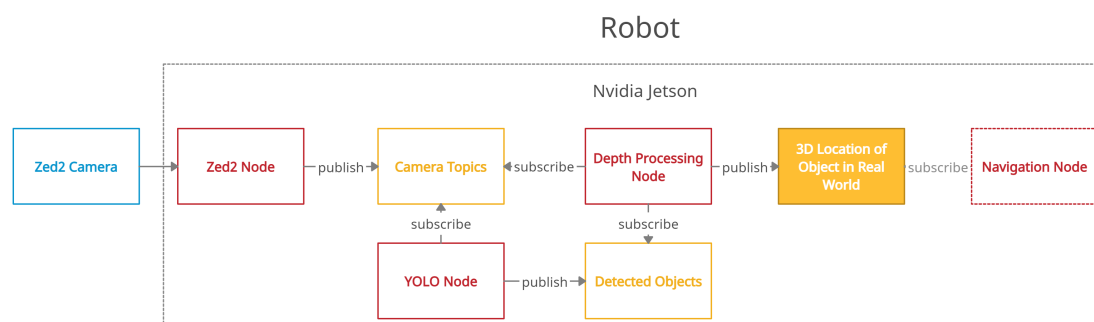 Robot
Nvidia Jetson
Zed2 Camera
Zed2 Node
publish
Camera Topics
subscribe
Depth Processing
Node
publish
3D Location of
Object in Real
World
subscribe
Navigation Node
subscribe
subscribe
YOLO Node
publish
Detected Objects